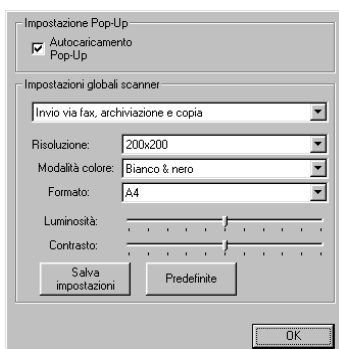 Impostazione Pop-Up
Autocaricamento
Pop-Up
Impostazioni globali scanner
Invio via fax, archiviazione e copia
Risoluzione: 200x200
Modalità colore: Bianco & nero
Formato: A4
Luminosità:
Contrasto:
Salva
impostazioni
Predefinite
OK